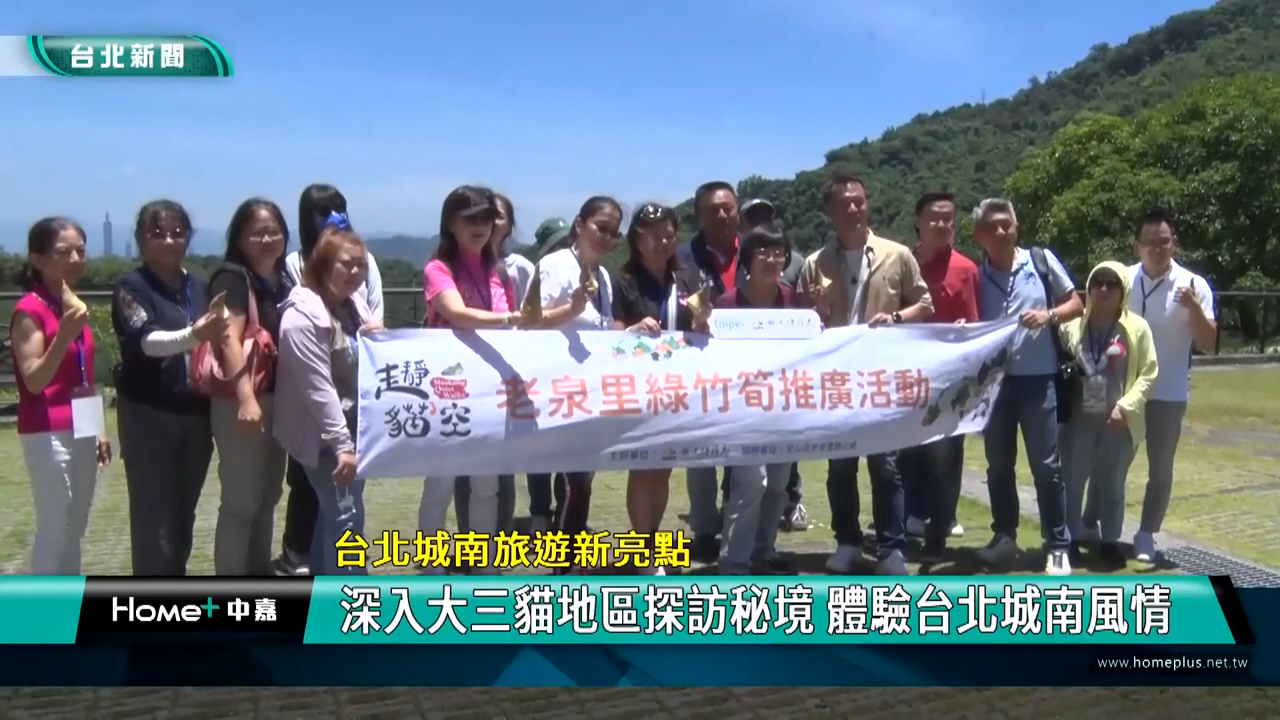 台北新聞
taipei
走靜貓空
Maokong Quiet Walks
老泉里綠竹筍推廣活動
台北城南旅遊新亮點
Home+ 中嘉
深入大三貓地區探訪秘境 體驗台北城南風情
www.homeplus.net.tw